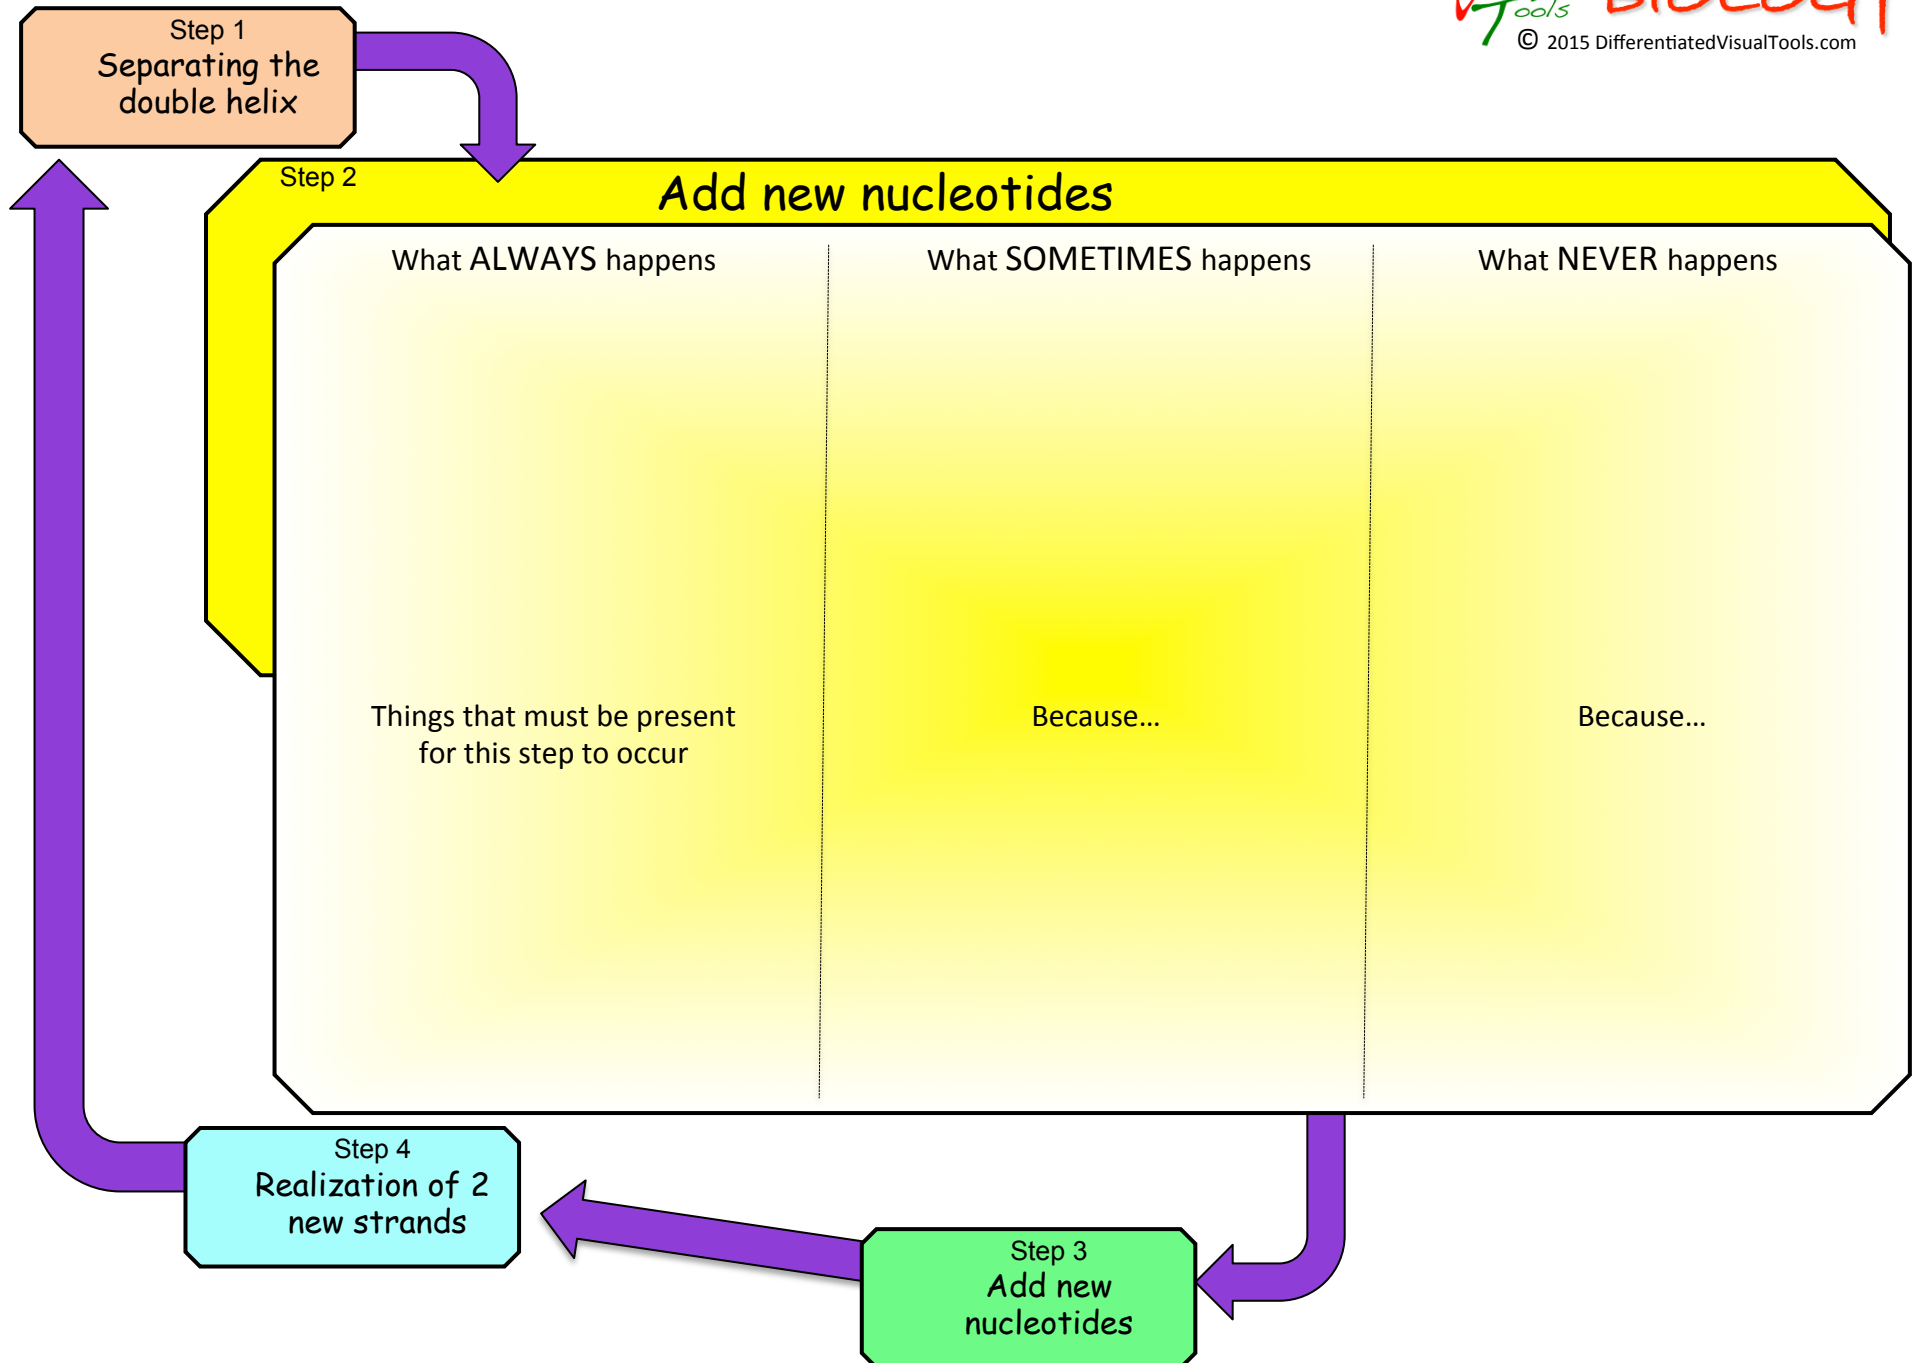 Tools BIOLOGY
© 2015 DifferentiatedVisualTools.com
Step 1
Separating the
double helix
Step 2
Add new nucleotides
What ALWAYS happens
What SOMETIMES happens
What NEVER happens
Things that must be present
for this step to occur
Because...
Because...
Step 4
Realization of 2
new strands
Step 3
Add new
nucleotides